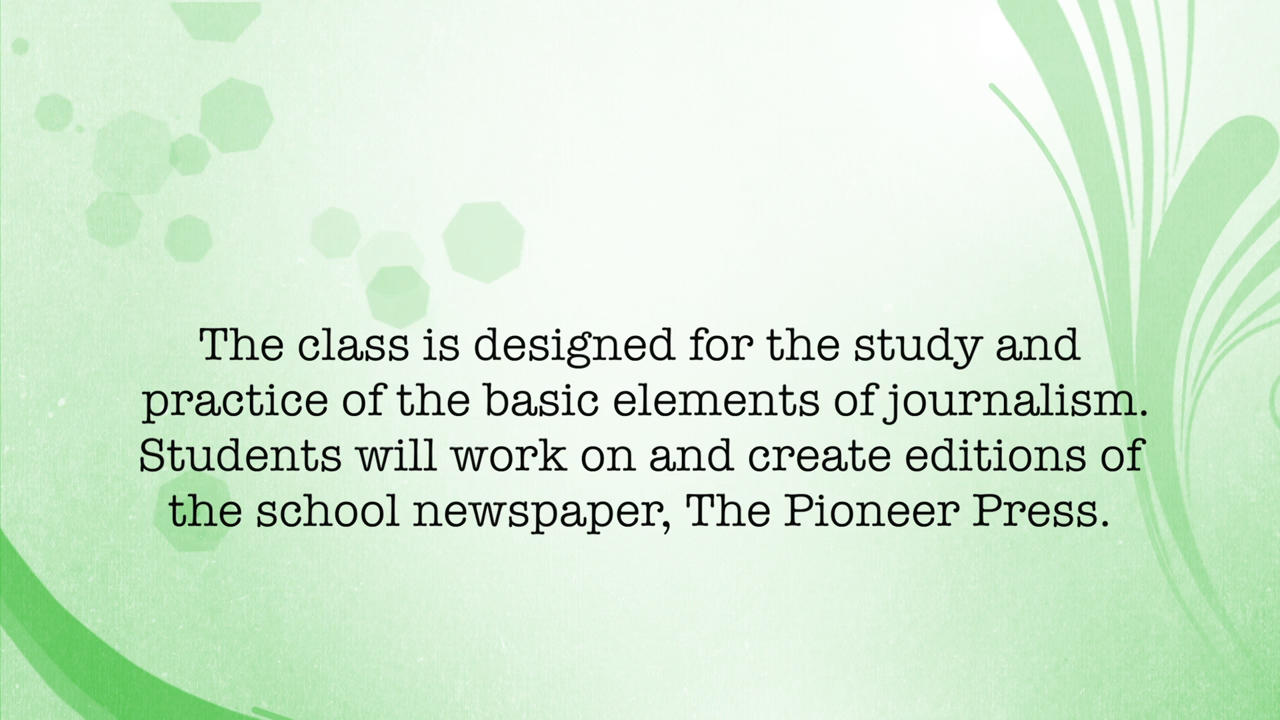 The class is designed for the study and
practice of the basic elements of journalism.
Students will work on and create editions of
the school newspaper, The Pioneer Press.